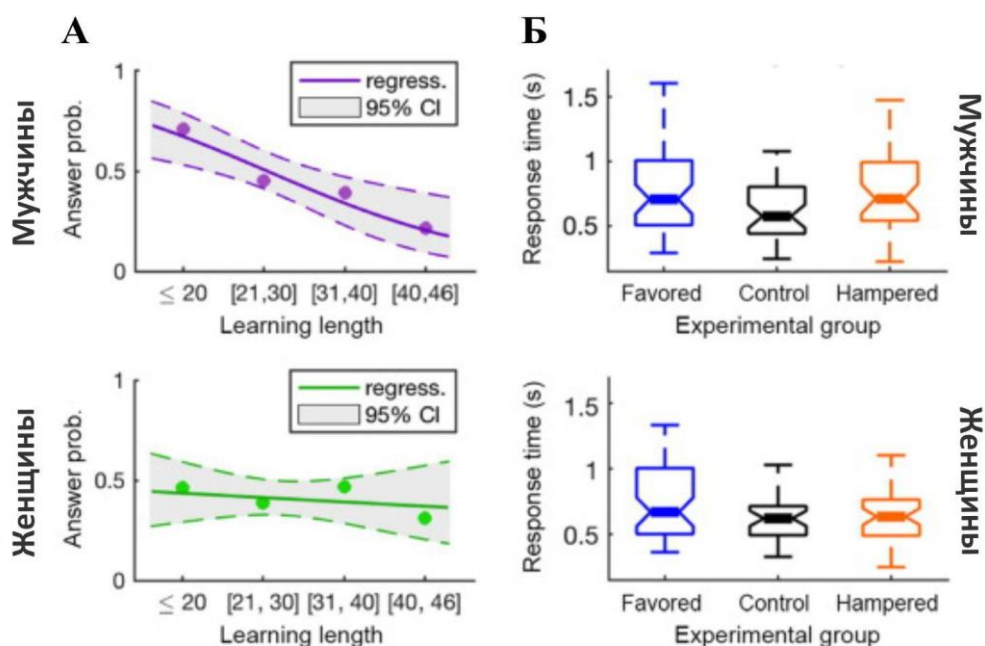 А
Мужчины
Answer prob.
1
0.5
0
regress.
95% CI
≤ 20 [21,30] [31,40] [40,46]
Learning length
Б
Response time (s)
1.5
1
0.5
Favored Control Hampered
Experimental group
Мужчины
Женщины
Answer prob.
1
0.5
0
regress.
95% CI
≤ 20 [21, 30] [31, 40] [40, 46]
Learning length
Response time (s)
1.5
1
0.5
Favored Control Hampered
Experimental group
Женщины